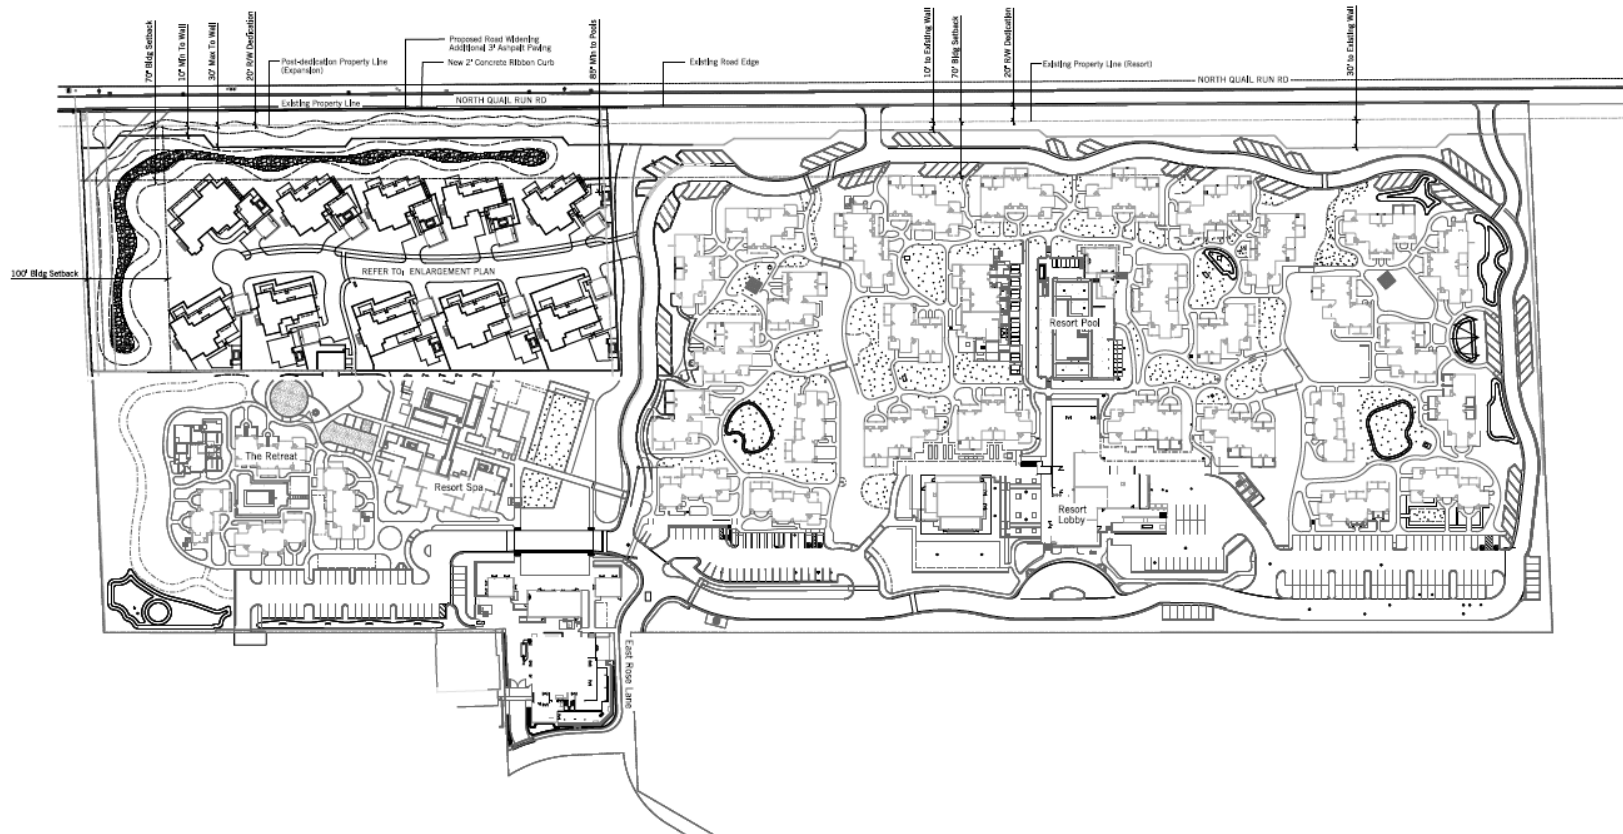 70' Bldg Setback
10' Min To Wall
30' Max To Wall
20' R/W Dedication
Post-dedication Property Line
(Expansion)
Existing Property Line
Proposed Road Widening
Additional 3' Asphalt Paving
New 2' Concrete Ribbon Curb
NORTH QUAIL RUN RD
85' Min to Pools
Existing Road Edge
10' to Existing Wall
70' Bldg Setback
20' R/W Dedication
Existing Property Line (Resort)
NORTH QUAIL RUN RD
30' to Existing Wall
100' Bldg Setback
REFER TO ENLARGEMENT PLAN
Resort Pool
The Retreat
Resort Spa
Resort
Lobby
East Rose Lane